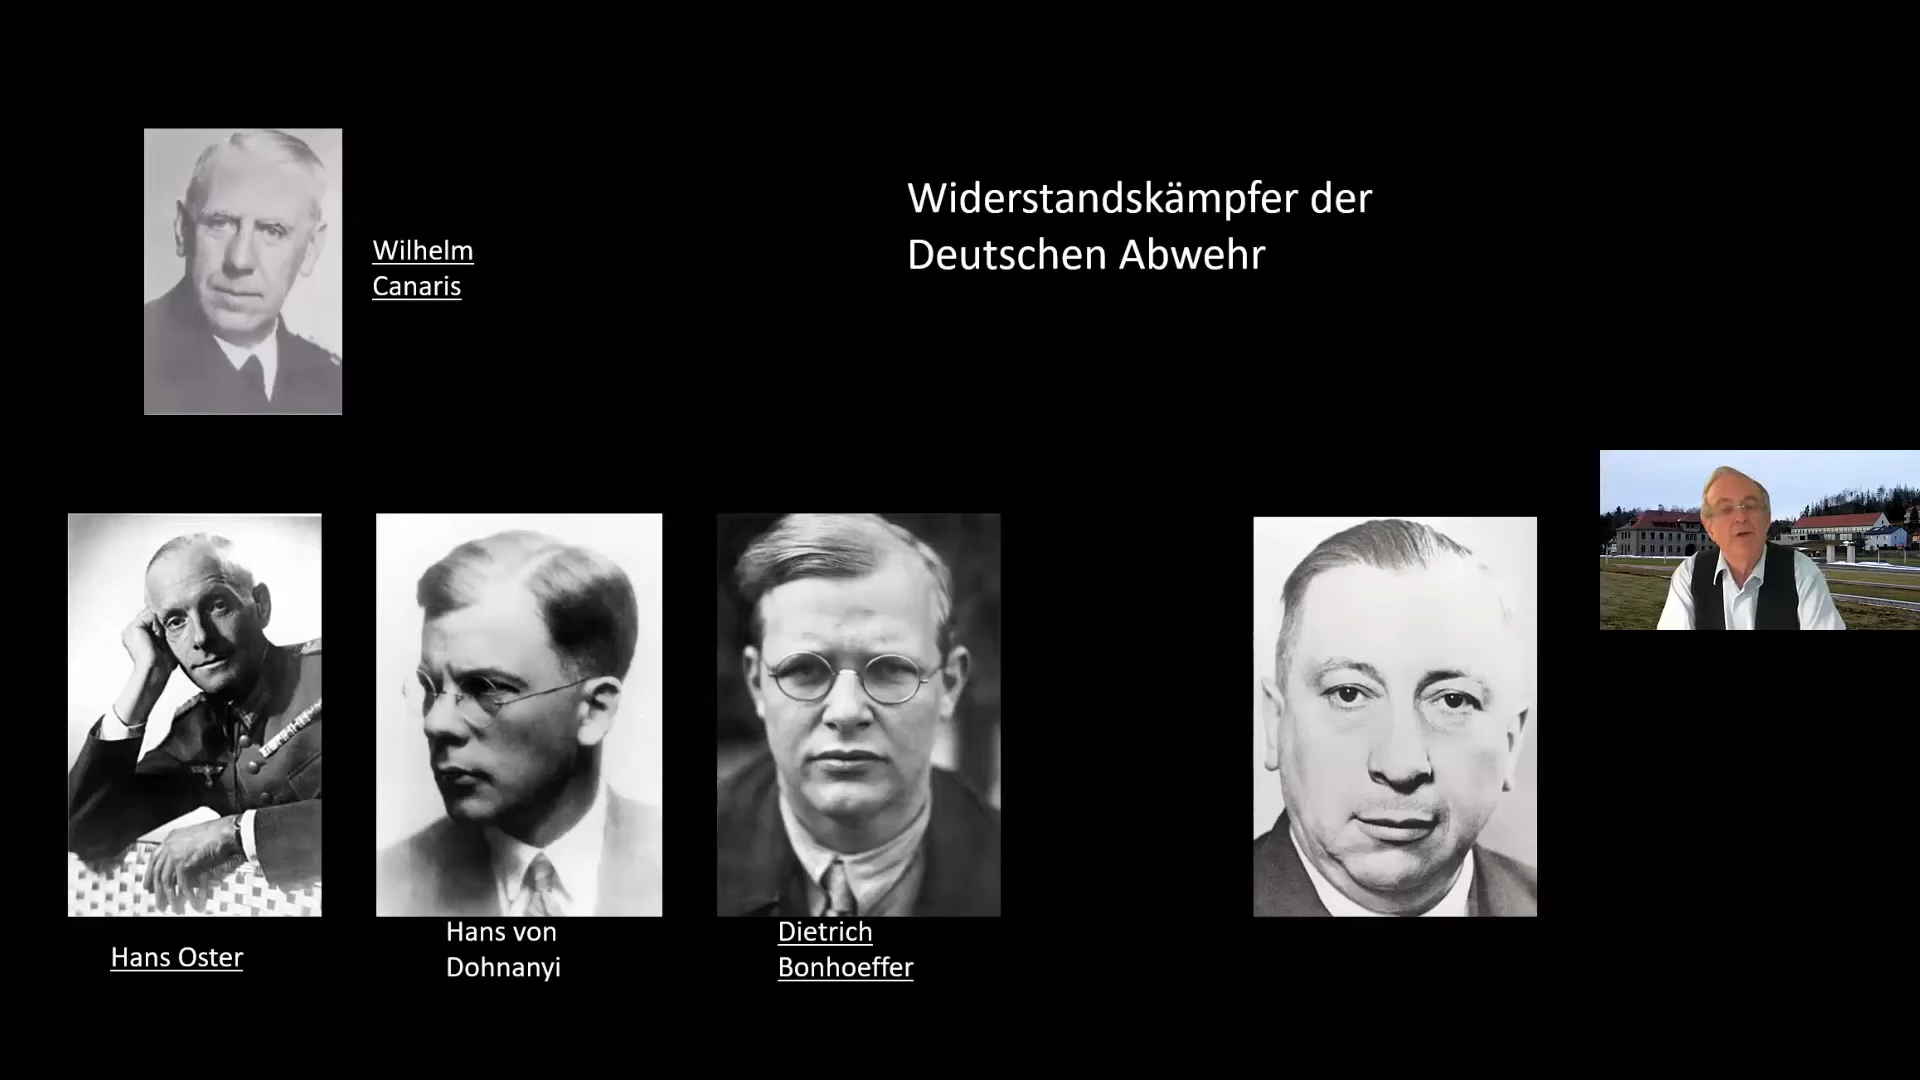 Widerstandskämpfer der
Deutschen Abwehr
Wilhelm
Canaris
Hans Oster
Hans von
Dohnanyi
Dietrich
Bonhoeffer